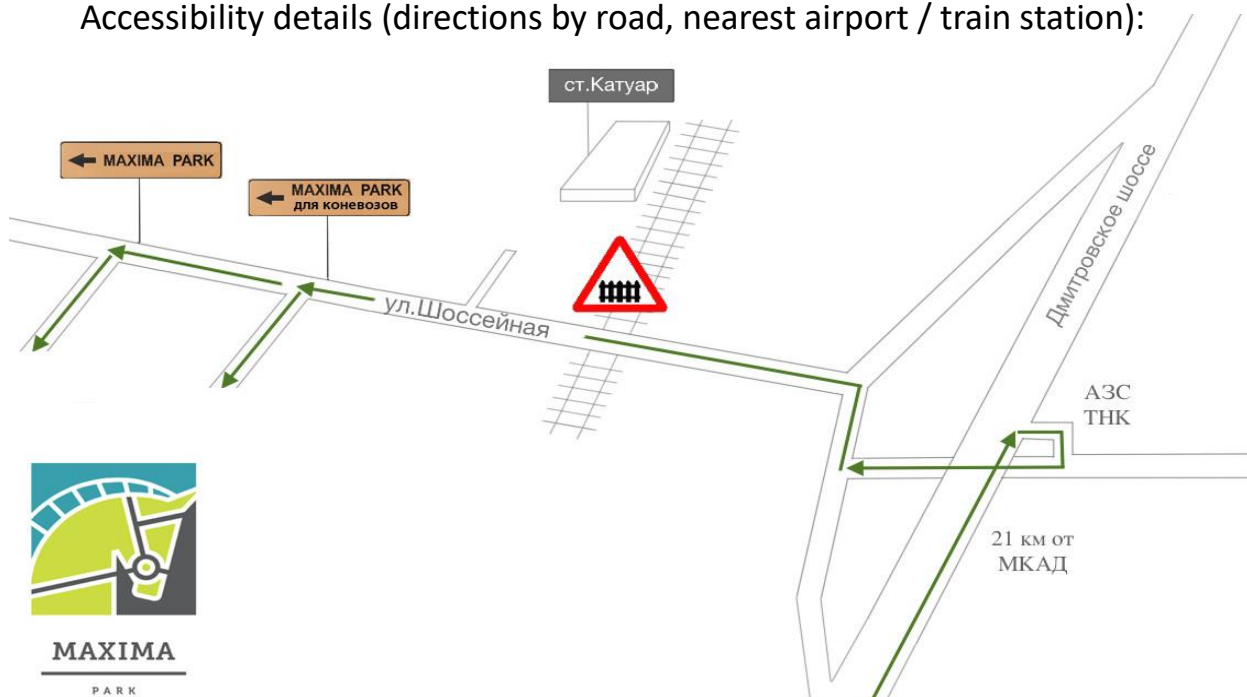 Accessibility details (directions by road, nearest airport / train station):
ст.Катуар
MAXIMA PARK
MAXIMA PARK
для коневозов
ул.Шоссейная
Дмитровское шоссе
АЗС
ТНК
21 км от
МКАД
MAXIMA
PARK